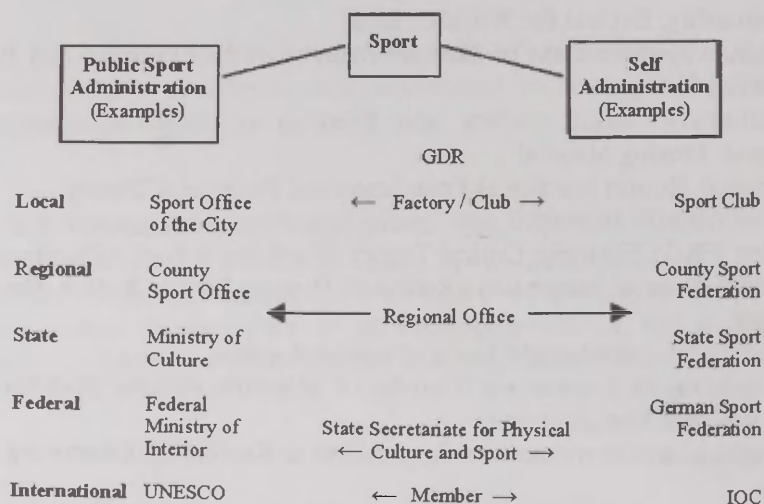 Sport
Public Sport
Administration
(Examples)
Self
Administration
(Examples)
GDR
Local Sport Office ← Factory / Club → Sport Club
of the City
Regional County County Sport
Sport Office Federation
Regional Office
State Ministry of State Sport
Culture Federation
Federal Federal German Sport
Ministry of State Secretariate for Physical Federation
Interior ← Culture and Sport →
International UNESCO ← Member → IOC